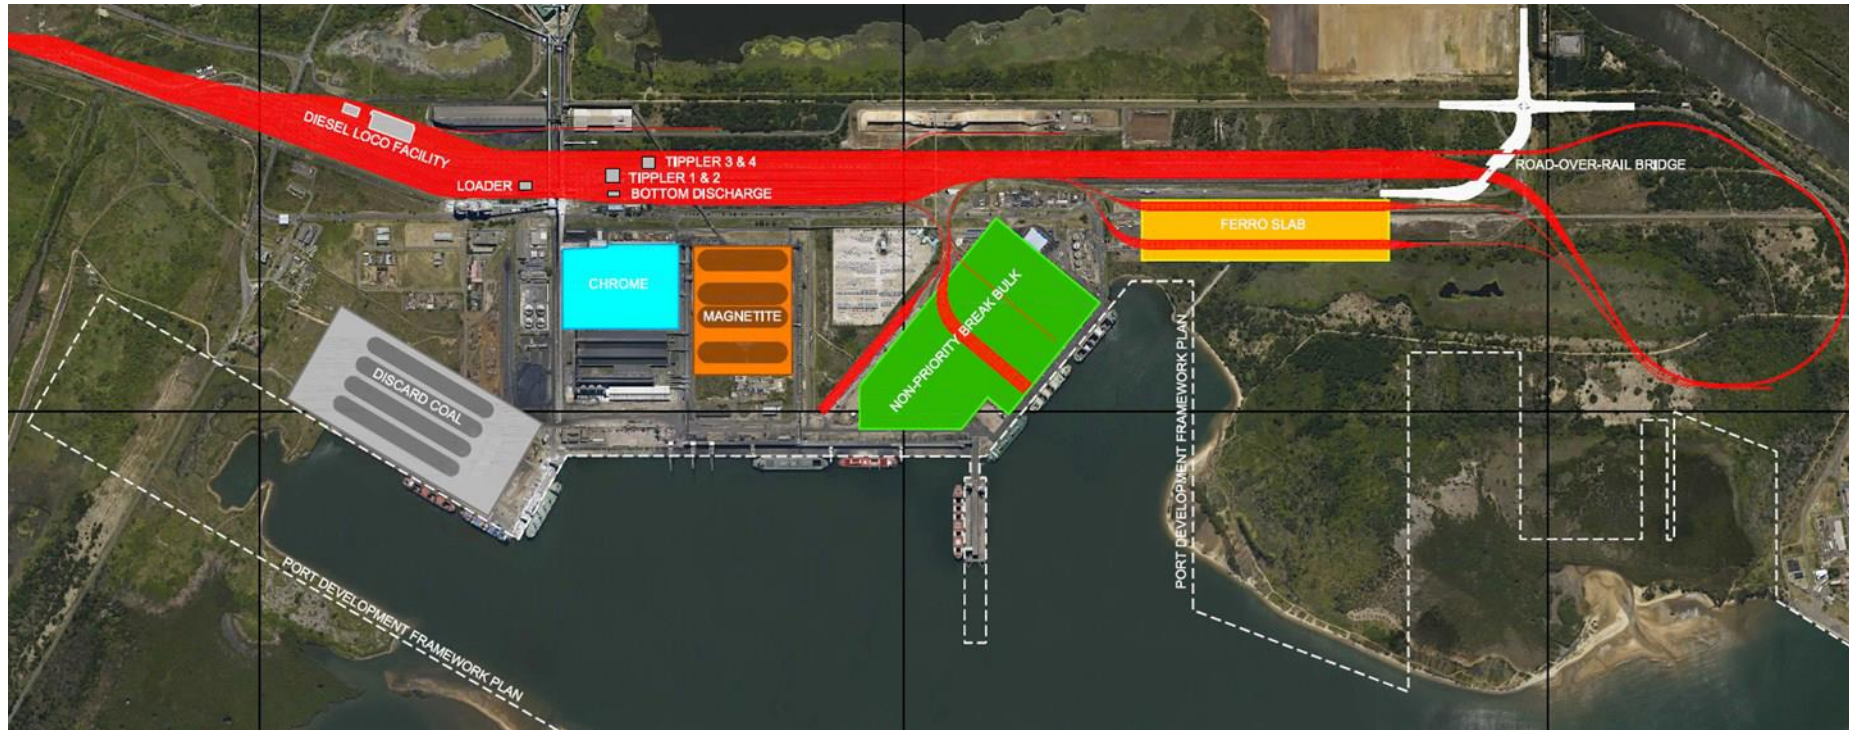 DIESEL LOCO FACILITY
TIPPLER 3 & 4
TIPPLER 1 & 2
LOADER
BOTTOM DISCHARGE
ROAD-OVER-RAIL BRIDGE
FERRO SLAB
CHROME
MAGNETITE
NON-PRIORITY BREAK BULK
DISCARD COAL
PORT DEVELOPMENT FRAMEWORK PLAN
PORT DEVELOPMENT FRAMEWORK PLAN